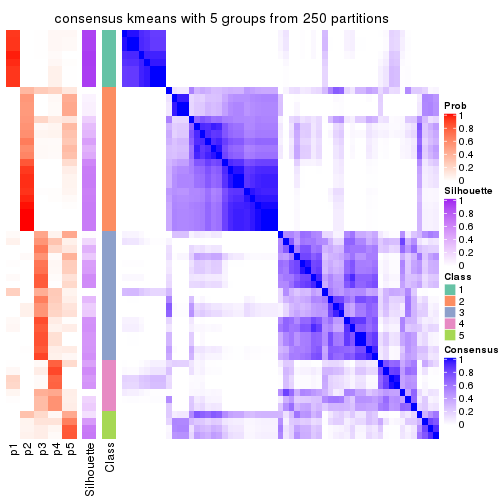 consensus kmeans with 5 groups from 250 partitions
Prob
1
0.8
0.6
0.4
0.2
0
Silhouette
1
0.8
0.6
0.4
0.2
0
Class
1
2
3
4
5
Consensus
1
0.8
0.6
0.4
0.2
0
p1
p2
p3
p4
p5
Silhouette
Class